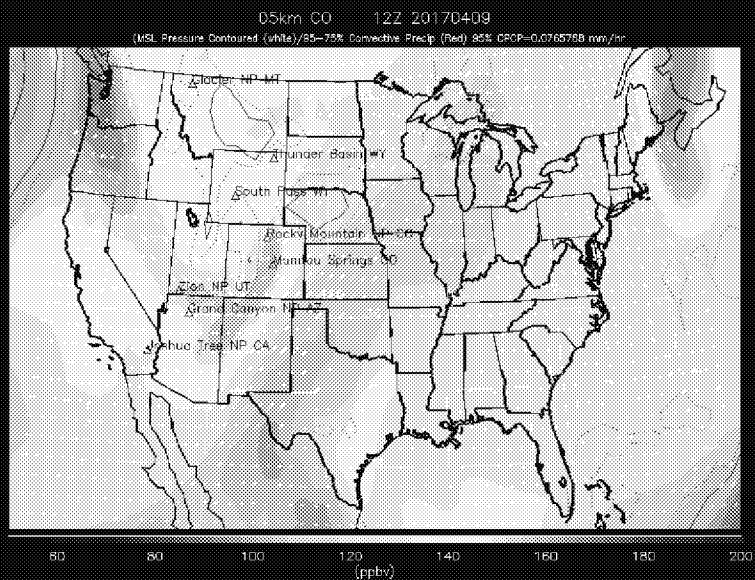 05km CO 12Z 20170409
(MSL Pressure Contoured (white)/95-75% Convective Precip (Red) 95% CPCP=0.0765768 mm/hr
Glacier NP MT
Thunder Basin WY
South Pass WY
Rocky Mountain NP CO
Manitou Springs CO
Zion NP UT
Grand Canyon NP AZ
Joshua Tree NP CA
60 80 100 120 140 160 180 200
(ppbv)